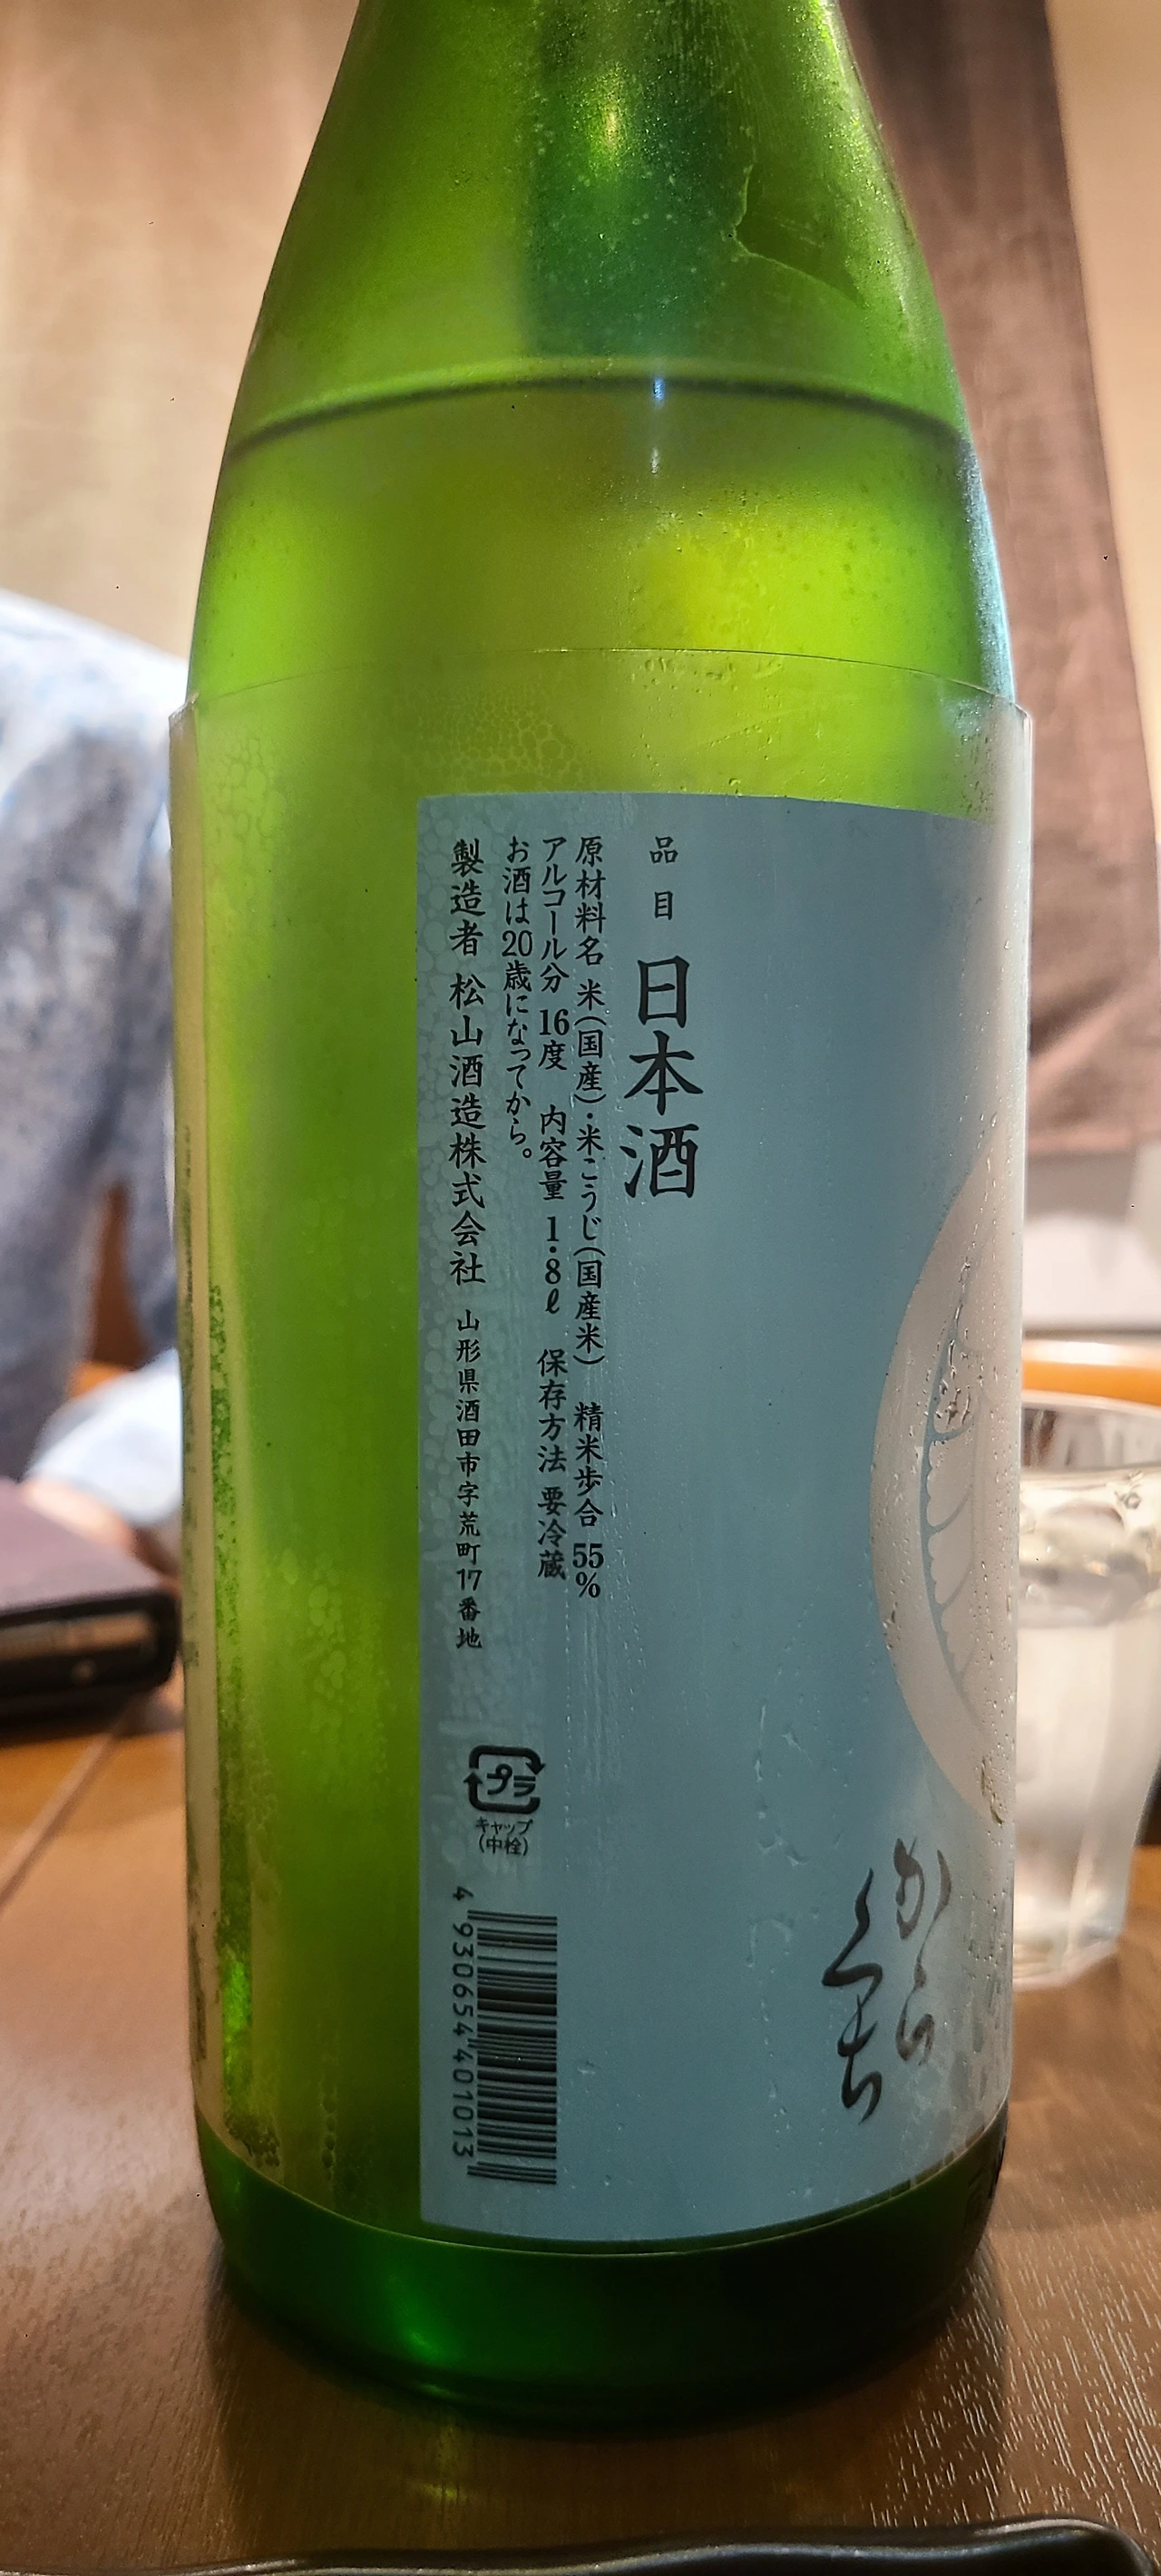 品目 日本酒
原材料名 米(国産)・米こうじ(国産米) 精米歩合 55%
アルコール分 16度 内容量 1.8ℓ 保存方法 要冷蔵
お酒は20歳になってから。
製造者 松山酒造株式会社 山形県酒田市字荒町17番地
プラ
キャップ
(中栓)
4 930654 401013
からくち